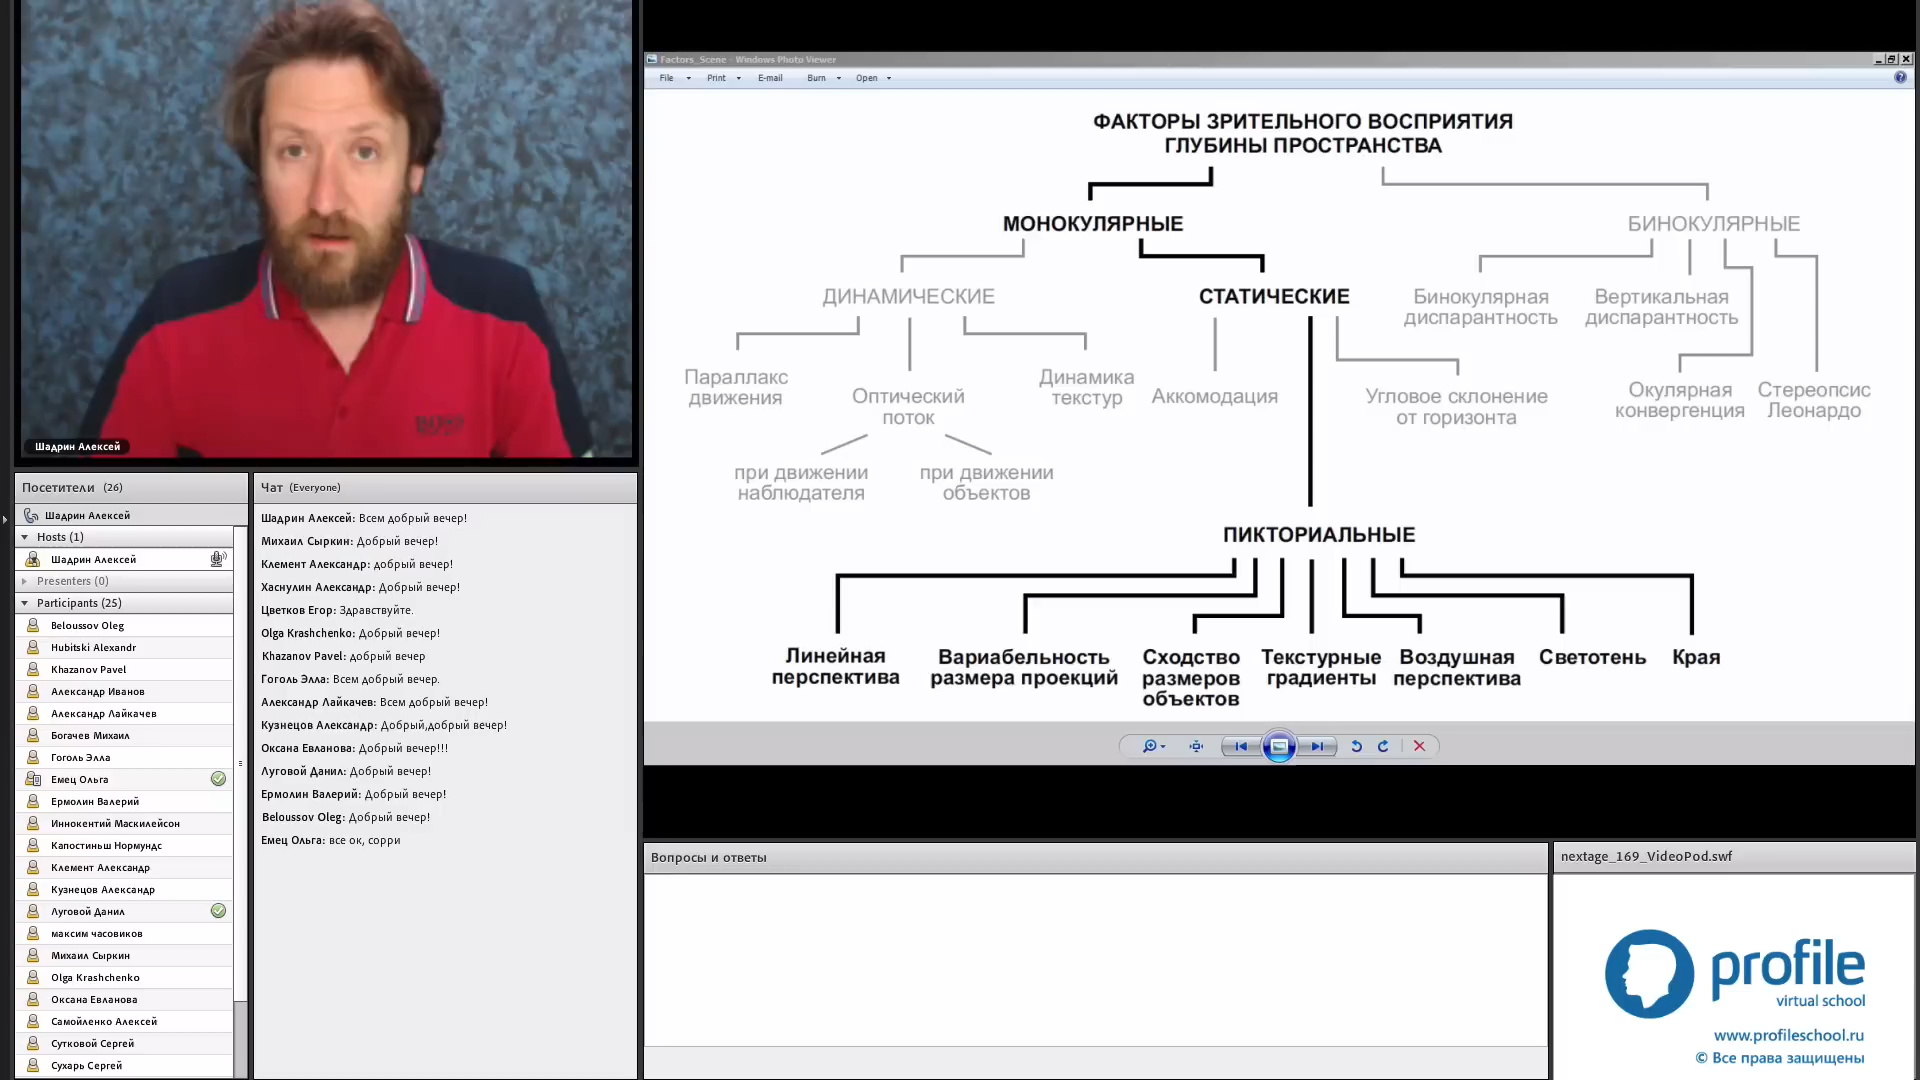 Шадрин Алексей
Посетители (26)
Шадрин Алексей
Hosts (1)
Шадрин Алексей
Presenters (0)
Participants (25)
Beloussov Oleg
Hubitski Alexandr
Khazanov Pavel
Александр Иванов
Александр Лайкачев
Богачев Михаил
Гоголь Элла
Емец Ольга
Ермолин Валерий
Иннокентий Маскилейсон
Капостиньш Нормундс
Клемент Александр
Кузнецов Александр
Луговой Данил
максим часовиков
Михаил Сыркин
Olga Krashchenko
Оксана Евланова
Самойленко Алексей
Сутковой Сергей
Сухарь Сергей
Чат (Everyone)
Шадрин Алексей: Всем добрый вечер!
Михаил Сыркин: Добрый вечер!
Клемент Александр: добрый вечер!
Хаснулин Александр: Добрый вечер!
Цветков Егор: Здравствуйте.
Olga Krashchenko: Добрый вечер!
Khazanov Pavel: добрый вечер
Гоголь Элла: Всем добрый вечер.
Александр Лайкачев: Всем добрый вечер!
Кузнецов Александр: Добрый,добрый вечер!
Оксана Евланова: Добрый вечер!!!
Луговой Данил: Добрый вечер!
Ермолин Валерий: Добрый вечер!
Beloussov Oleg: Добрый вечер!
Емец Ольга: все ок, сорри
Factors_Scene - Windows Photo Viewer
File Print E-mail Burn Open
ФАКТОРЫ ЗРИТЕЛЬНОГО ВОСПРИЯТИЯ
ГЛУБИНЫ ПРОСТРАНСТВА
МОНОКУЛЯРНЫЕ
БИНОКУЛЯРНЫЕ
ДИНАМИЧЕСКИЕ
СТАТИЧЕСКИЕ
Бинокулярная
диспарантность
Вертикальная
диспарантность
Параллакс
движения
Оптический
поток
Динамика
текстур
Аккомодация
Угловое склонение
от горизонта
Окулярная
конвергенция
Стереопсис
Леонардо
при движении
наблюдателя
при движении
объектов
ПИКТОРИАЛЬНЫЕ
Линейная
перспектива
Вариабельность
размера проекций
Сходство
размеров
объектов
Текстурные
градиенты
Воздушная
перспектива
Светотень
Края
Вопросы и ответы
nextage_169_VideoPod.swf
profile
virtual school
www.profileschool.ru
© Все права защищены